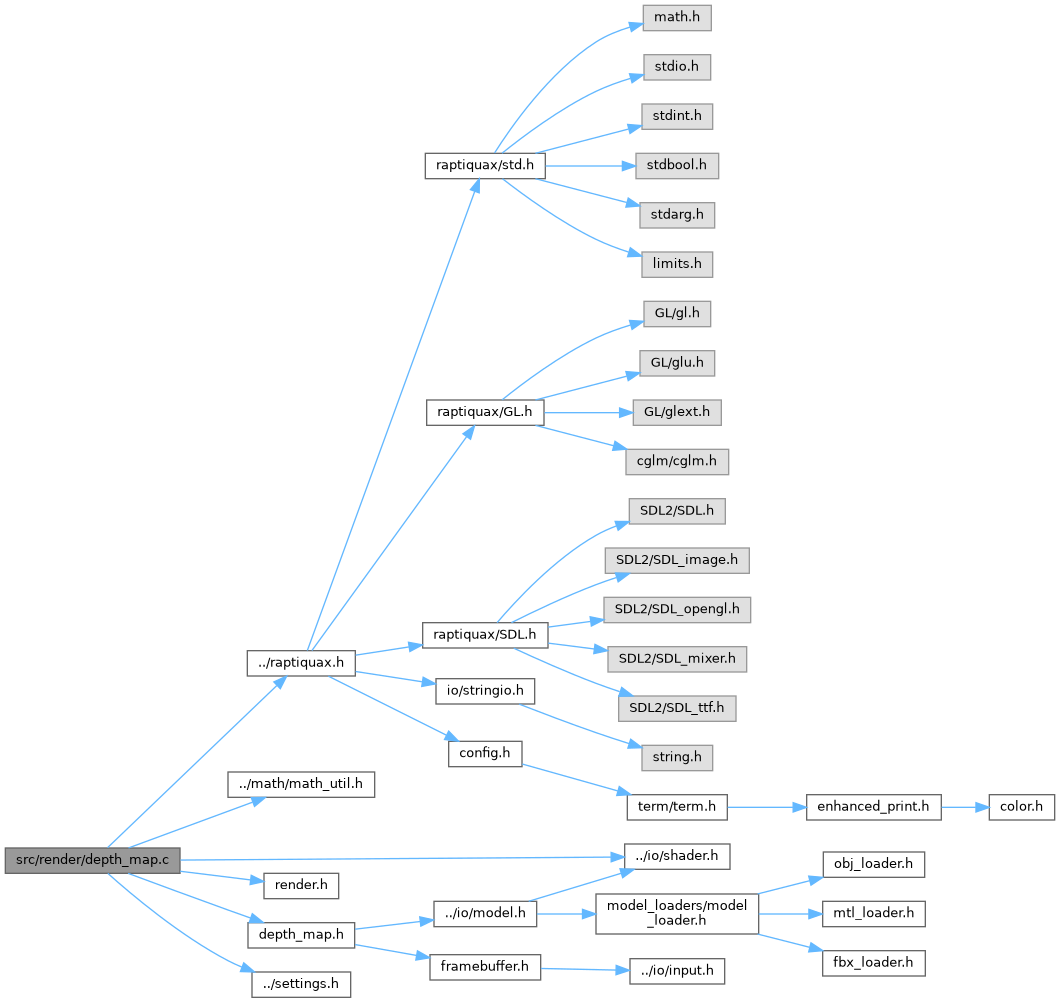 math.h
stdio.h
stdint.h
raptiquax/std.h
stdbool.h
stdarg.h
limits.h
GL/gl.h
GL/glu.h
raptiquax/GL.h
GL/glext.h
cglm/cglm.h
SDL2/SDL.h
SDL2/SDL_image.h
SDL2/SDL_opengl.h
raptiquax/SDL.h
SDL2/SDL_mixer.h
../raptiquax.h
io/stringio.h
SDL2/SDL_ttf.h
config.h
string.h
../math/math_util.h
term/term.h
enhanced_print.h
color.h
src/render/depth_map.c
../io/shader.h
obj_loader.h
render.h
../io/model.h
model_loaders/model
_loader.h
mtl_loader.h
depth_map.h
framebuffer.h
../io/input.h
fbx_loader.h
../settings.h